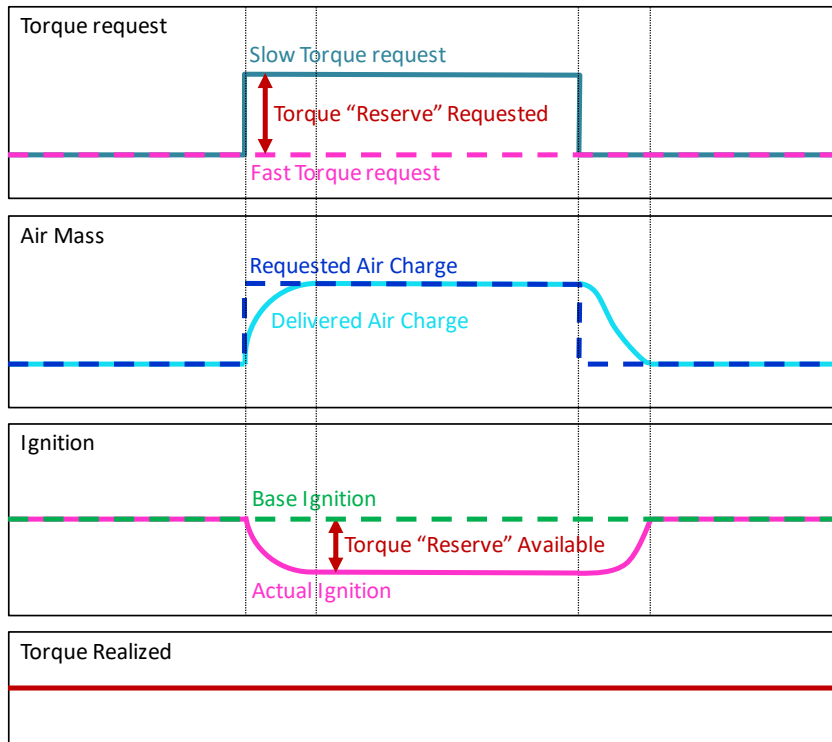 Torque request
Slow Torque request
Torque “Reserve” Requested
Fast Torque request
Air Mass
Requested Air Charge
Delivered Air Charge
Ignition
Base Ignition
Torque “Reserve” Available
Actual Ignition
Torque Realized